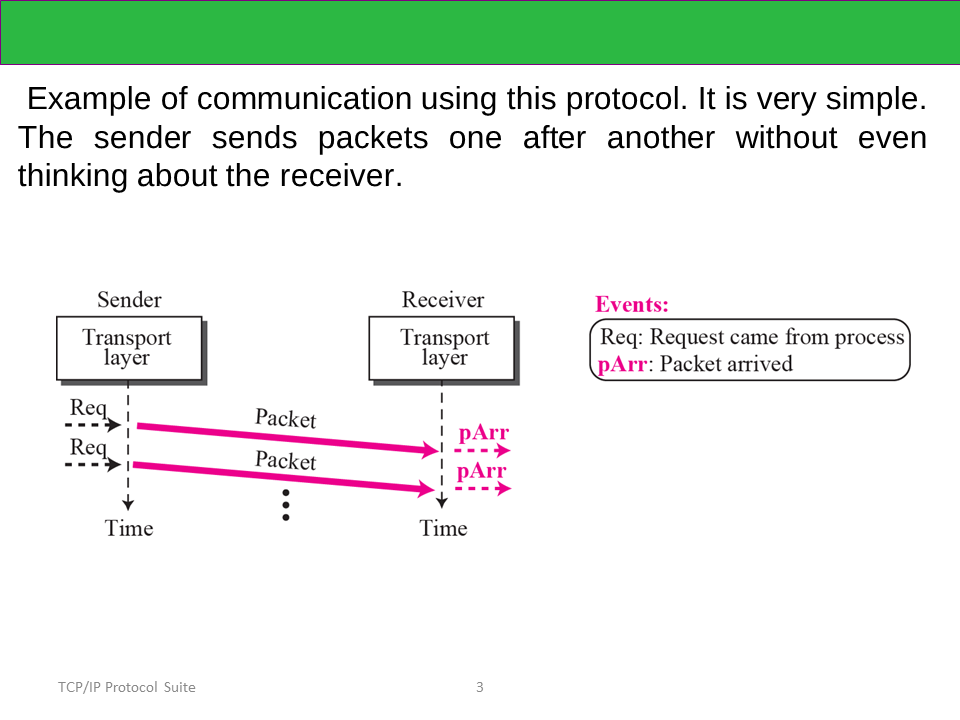 Example of communication using this protocol. It is very simple.
The sender sends packets one after another without even
thinking about the receiver.
Sender
Receiver
Events:
Transport
layer
Transport
layer
Req: Request came from process
pArr: Packet arrived
Req
Packet
pArr
Req
Packet
pArr
Time
Time
TCP/IP Protocol Suite
3